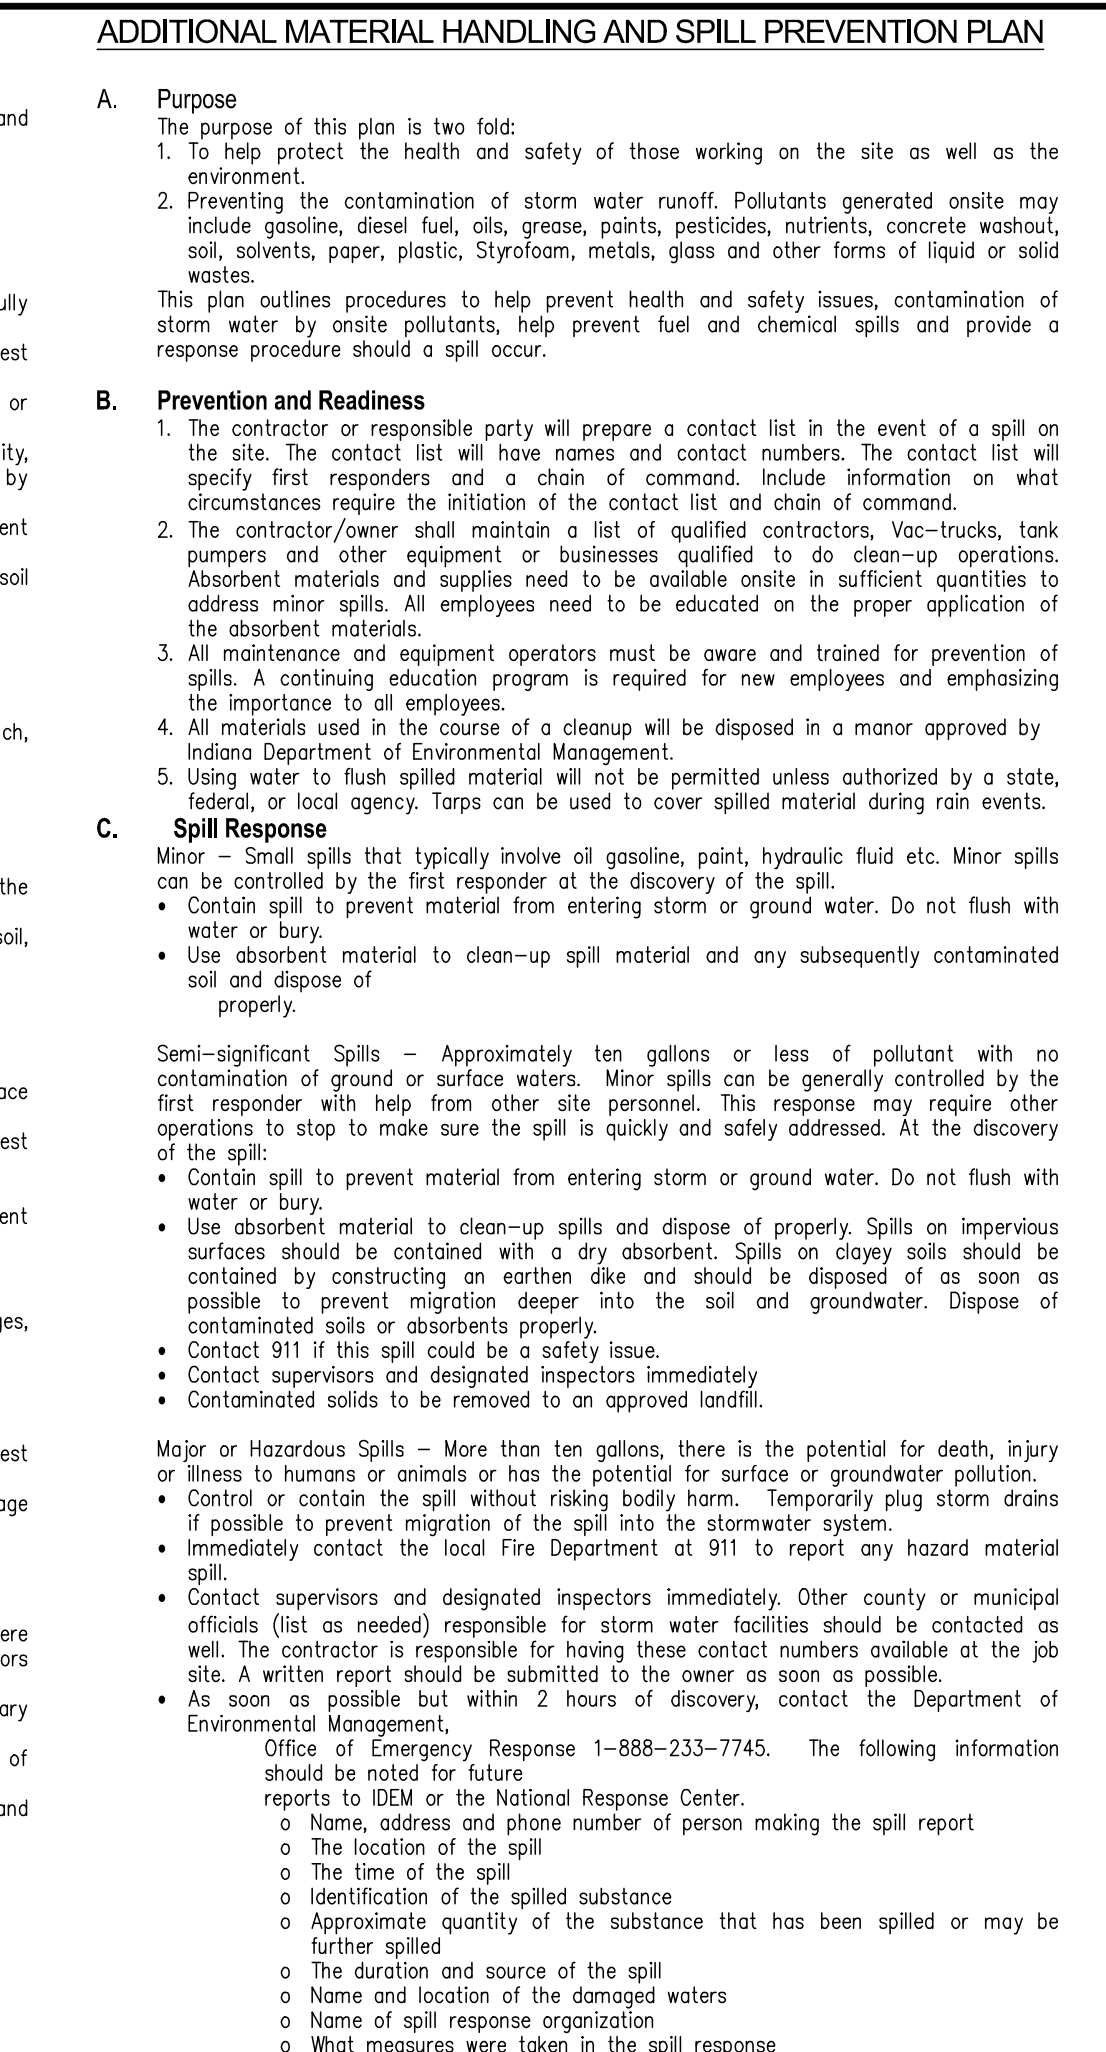 ADDITIONAL MATERIAL HANDLING AND SPILL PREVENTION PLAN
and
ully
est
or
ity,
by
ent
soil
ch,
the
soil,
ace
est
ent
ges,
est
age
ere
ors
ary
of
and
A. Purpose
The purpose of this plan is two fold:
1. To help protect the health and safety of those working on the site as well as the
environment.
2. Preventing the contamination of storm water runoff. Pollutants generated onsite may
include gasoline, diesel fuel, oils, grease, paints, pesticides, nutrients, concrete washout,
soil, solvents, paper, plastic, Styrofoam, metals, glass and other forms of liquid or solid
wastes.
This plan outlines procedures to help prevent health and safety issues, contamination of
storm water by onsite pollutants, help prevent fuel and chemical spills and provide a
response procedure should a spill occur.
B. Prevention and Readiness
1. The contractor or responsible party will prepare a contact list in the event of a spill on
the site. The contact list will have names and contact numbers. The contact list will
specify first responders and a chain of command. Include information on what
circumstances require the initiation of the contact list and chain of command.
2. The contractor/owner shall maintain a list of qualified contractors, Vac-trucks, tank
pumpers and other equipment or businesses qualified to do clean-up operations.
Absorbent materials and supplies need to be available onsite in sufficient quantities to
address minor spills. All employees need to be educated on the proper application of
the absorbent materials.
3. All maintenance and equipment operators must be aware and trained for prevention of
spills. A continuing education program is required for new employees and emphasizing
the importance to all employees.
4. All materials used in the course of a cleanup will be disposed in a manor approved by
Indiana Department of Environmental Management.
5. Using water to flush spilled material will not be permitted unless authorized by a state,
federal, or local agency. Tarps can be used to cover spilled material during rain events.
C. Spill Response
Minor – Small spills that typically involve oil gasoline, paint, hydraulic fluid etc. Minor spills
can be controlled by the first responder at the discovery of the spill.
• Contain spill to prevent material from entering storm or ground water. Do not flush with
water or bury.
• Use absorbent material to clean-up spill material and any subsequently contaminated
soil and dispose of
properly.
Semi-significant Spills – Approximately ten gallons or less of pollutant with no
contamination of ground or surface waters. Minor spills can be generally controlled by the
first responder with help from other site personnel. This response may require other
operations to stop to make sure the spill is quickly and safely addressed. At the discovery
of the spill:
• Contain spill to prevent material from entering storm or ground water. Do not flush with
water or bury.
• Use absorbent material to clean-up spills and dispose of properly. Spills on impervious
surfaces should be contained with a dry absorbent. Spills on clayey soils should be
contained by constructing an earthen dike and should be disposed of as soon as
possible to prevent migration deeper into the soil and groundwater. Dispose of
contaminated soils or absorbents properly.
• Contact 911 if this spill could be a safety issue.
• Contact supervisors and designated inspectors immediately
• Contaminated solids to be removed to an approved landfill.
Major or Hazardous Spills – More than ten gallons, there is the potential for death, injury
or illness to humans or animals or has the potential for surface or groundwater pollution.
• Control or contain the spill without risking bodily harm. Temporarily plug storm drains
if possible to prevent migration of the spill into the stormwater system.
• Immediately contact the local Fire Department at 911 to report any hazard material
spill.
• Contact supervisors and designated inspectors immediately. Other county or municipal
officials (list as needed) responsible for storm water facilities should be contacted as
well. The contractor is responsible for having these contact numbers available at the job
site. A written report should be submitted to the owner as soon as possible.
• As soon as possible but within 2 hours of discovery, contact the Department of
Environmental Management,
Office of Emergency Response 1-888-233-7745. The following information
should be noted for future
reports to IDEM or the National Response Center.
o Name, address and phone number of person making the spill report
o The location of the spill
o The time of the spill
o Identification of the spilled substance
o Approximate quantity of the substance that has been spilled or may be
further spilled
o The duration and source of the spill
o Name and location of the damaged waters
o Name of spill response organization
o What measures were taken in the spill response